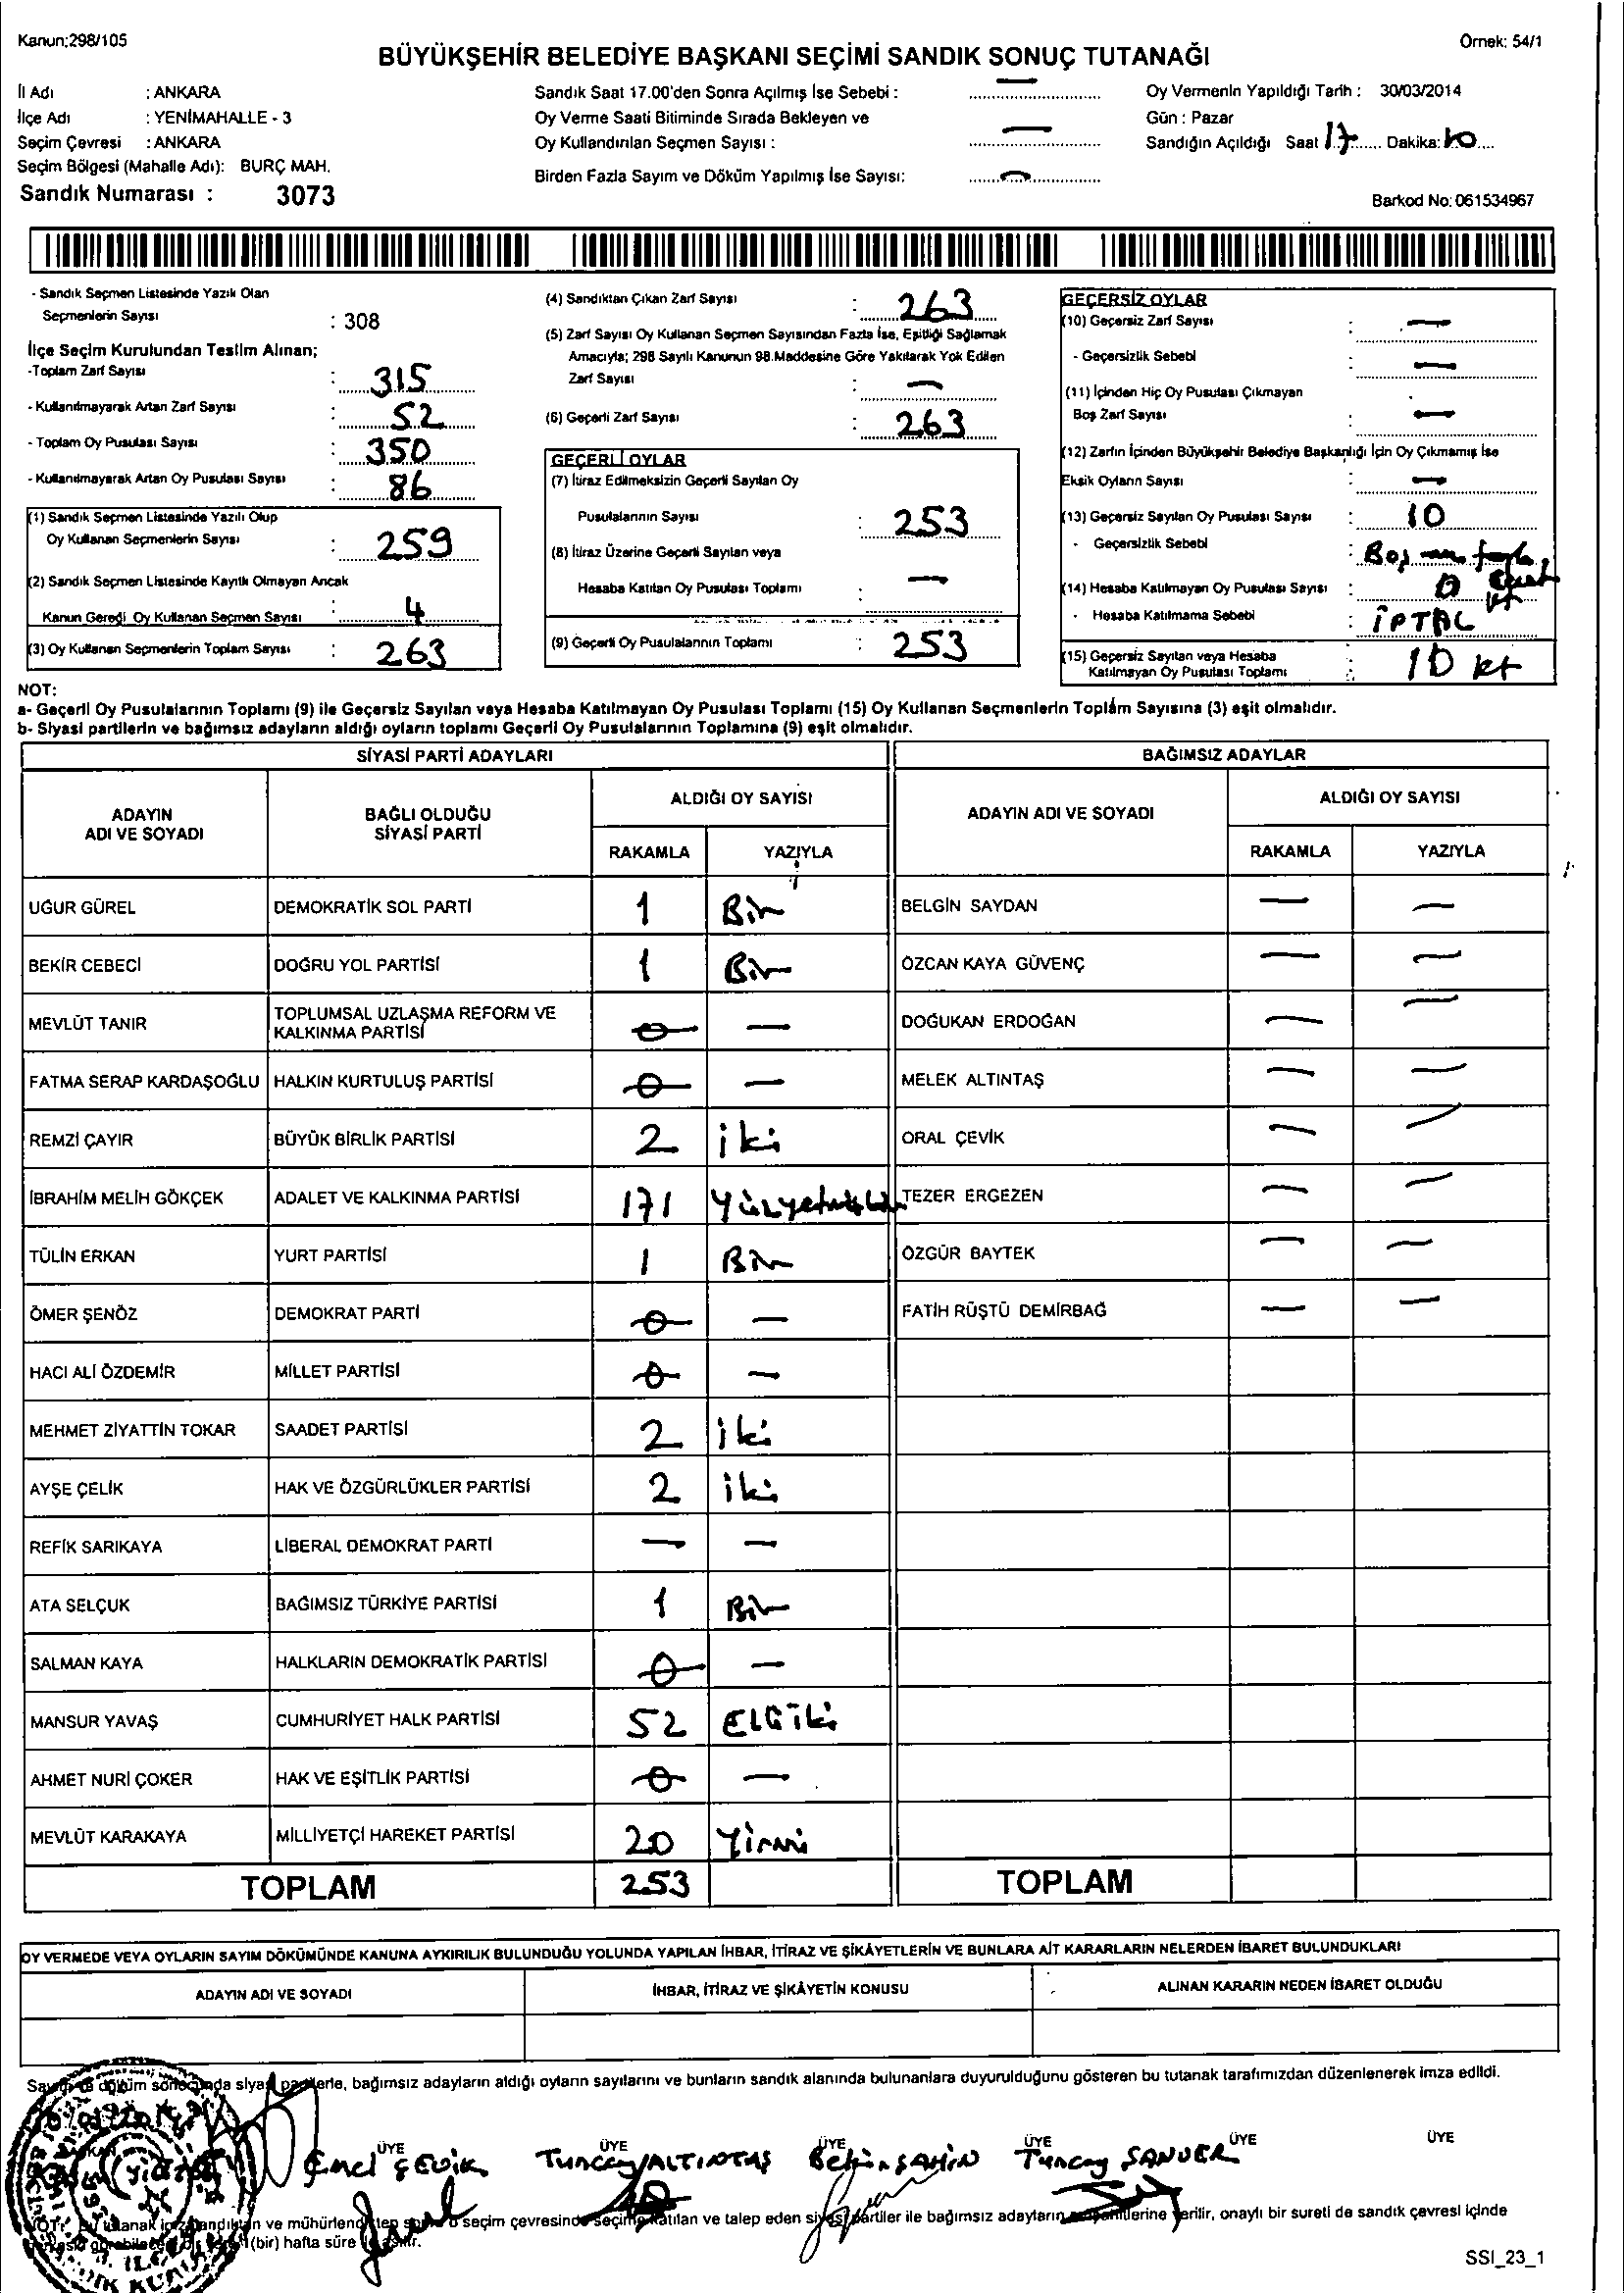 Kanun:298/105
Örnek: 54/1
BÜYÜKŞEHİR BELEDİYE BAŞKANI SEÇİMİ SANDIK SONUÇ TUTANAĞI
İl Adı : ANKARA
İlçe Adı : YENİMAHALLE - 3
Seçim Çevresi : ANKARA
Seçim Bölgesi (Mahalle Adı): BURÇ MAH.
Sandık Numarası : 3073
Sandık Saat 17.00'den Sonra Açılmış İse Sebebi : —
Oy Verme Saati Bitiminde Sırada Bekleyen ve
Oy Kullandırılan Seçmen Sayısı : —
Birden Fazla Sayım ve Döküm Yapılmış İse Sayısı: —
Oy Vermenin Yapıldığı Tarih : 30/03/2014
Gün : Pazar
Sandığın Açıldığı Saat 17 Dakika: 10
Barkod No: 061534967
- Sandık Seçmen Listesinde Yazılı Olan
Seçmenlerin Sayısı : 308
İlçe Seçim Kurulundan Teslim Alınan;
-Toplam Zarf Sayısı : 315
- Kullanılmayarak Artan Zarf Sayısı : 52
- Toplam Oy Pusulası Sayısı : 350
- Kullanılmayarak Artan Oy Pusulası Sayısı : 86
(1) Sandık Seçmen Listesinde Yazılı Olup
Oy Kullanan Seçmenlerin Sayısı : 259
(2) Sandık Seçmen Listesinde Kayıtlı Olmayan Ancak
Kanun Gereği Oy Kullanan Seçmen Sayısı : 4
(3) Oy Kullanan Seçmenlerin Toplam Sayısı : 263
(4) Sandıktan Çıkan Zarf Sayısı : 263
(5) Zarf Sayısı Oy Kullanan Seçmen Sayısından Fazla İse, Eşitliği Sağlamak
Amacıyla; 298 Sayılı Kanunun 98.Maddesine Göre Yakılarak Yok Edilen
Zarf Sayısı : —
(6) Geçerli Zarf Sayısı : 263
GEÇERLİ OYLAR
(7) İtiraz Edilmeksizin Geçerli Sayılan Oy
Pusulalarının Sayısı : 253
(8) İtiraz Üzerine Geçerli Sayılan veya
Hesaba Katılan Oy Pusulası Toplamı : —
(9) Geçerli Oy Pusulalarının Toplamı : 253
GEÇERSİZ OYLAR
(10) Geçersiz Zarf Sayısı : —
- Geçersizlik Sebebi : —
(11) İçinden Hiç Oy Pusulası Çıkmayan
Boş Zarf Sayısı : —
(12) Zarfın İçinden Büyükşehir Belediye Başkanlığı İçin Oy Çıkmamış İse
Eksik Oyların Sayısı : —
(13) Geçersiz Sayılan Oy Pusulası Sayısı : 10
- Geçersizlik Sebebi : Boş
(14) Hesaba Katılmayan Oy Pusulası Sayısı :
- Hesaba Katılmama Sebebi : İPTAL
(15) Geçersiz Sayılan veya Hesaba
Katılmayan Oy Pusulası Toplamı : 10
NOT:
a- Geçerli Oy Pusulalarının Toplamı (9) ile Geçersiz Sayılan veya Hesaba Katılmayan Oy Pusulası Toplamı (15) Oy Kullanan Seçmenlerin Toplam Sayısına (3) eşit olmalıdır.
b- Siyasi partilerin ve bağımsız adayların aldığı oyların toplamı Geçerli Oy Pusulalarının Toplamına (9) eşit olmalıdır.
SİYASİ PARTİ ADAYLARI BAĞIMSIZ ADAYLAR
ADAYIN ADI VE SOYADI BAĞLI OLDUĞU SİYASİ PARTİ ALDIĞI OY SAYISI ADAYIN ADI VE SOYADI ALDIĞI OY SAYISI
RAKAMLA YAZIYLA RAKAMLA YAZIYLA
UĞUR GÜREL DEMOKRATİK SOL PARTİ 1 Bir BELGİN SAYDAN — —
BEKİR CEBECİ DOĞRU YOL PARTİSİ 1 Bir ÖZCAN KAYA GÜVENÇ — —
MEVLÜT TANIR TOPLUMSAL UZLAŞMA REFORM VE KALKINMA PARTİSİ 0 — DOĞUKAN ERDOĞAN — —
FATMA SERAP KARDAŞOĞLU HALKIN KURTULUŞ PARTİSİ 0 — MELEK ALTINTAŞ — —
REMZİ ÇAYIR BÜYÜK BİRLİK PARTİSİ 2 iki ORAL ÇEVİK — —
İBRAHİM MELİH GÖKÇEK ADALET VE KALKINMA PARTİSİ 171 Yüzyetmişbir TEZER ERGEZEN — —
TÜLİN ERKAN YURT PARTİSİ 1 Bir ÖZGÜR BAYTEK — —
ÖMER ŞENÖZ DEMOKRAT PARTİ 0 — FATİH RÜŞTÜ DEMİRBAĞ — —
HACI ALİ ÖZDEMİR MİLLET PARTİSİ 0 —
MEHMET ZİYATTİN TOKAR SAADET PARTİSİ 2 iki
AYŞE ÇELİK HAK VE ÖZGÜRLÜKLER PARTİSİ 2 iki
REFİK SARIKAYA LİBERAL DEMOKRAT PARTİ — —
ATA SELÇUK BAĞIMSIZ TÜRKİYE PARTİSİ 1 Bir
SALMAN KAYA HALKLARIN DEMOKRATİK PARTİSİ 0 —
MANSUR YAVAŞ CUMHURİYET HALK PARTİSİ 52 ELLİİki
AHMET NURİ ÇOKER HAK VE EŞİTLİK PARTİSİ 0 —
MEVLÜT KARAKAYA MİLLİYETÇİ HAREKET PARTİSİ 20 Yirmi
TOPLAM 253 TOPLAM
OY VERMEDE VEYA OYLARIN SAYIM DÖKÜMÜNDE KANUNA AYKIRILIK BULUNDUĞU YOLUNDA YAPILAN İHBAR, İTİRAZ VE ŞİKÂYETLERİN VE BUNLARA AİT KARARLARIN NELERDEN İBARET BULUNDUKLARI
ADAYIN ADI VE SOYADI İHBAR, İTİRAZ VE ŞİKÂYETİN KONUSU ALINAN KARARIN NEDEN İBARET OLDUĞU
Sayım ve döküm sonucunda siyasi partilerle, bağımsız adayların aldığı oyların sayılarını ve bunların sandık alanında bulunanlara duyurulduğunu gösteren bu tutanak tarafımızdan düzenlenerek imza edildi.
ÜYE ÜYE ÜYE ÜYE ÜYE ÜYE
ÇEVİK Tuncay ALTINTAŞ ŞAHİN Tuncay SANVER
NOT: Bu tutanak imzalandıktan ve mühürlendikten sonra o seçim çevresinde seçime katılan ve talep eden siyasi partiler ile bağımsız adayların verilir, onaylı bir sureti de sandık çevresi içinde
(bir) hafta süre ile asılır.
SSI_23_1